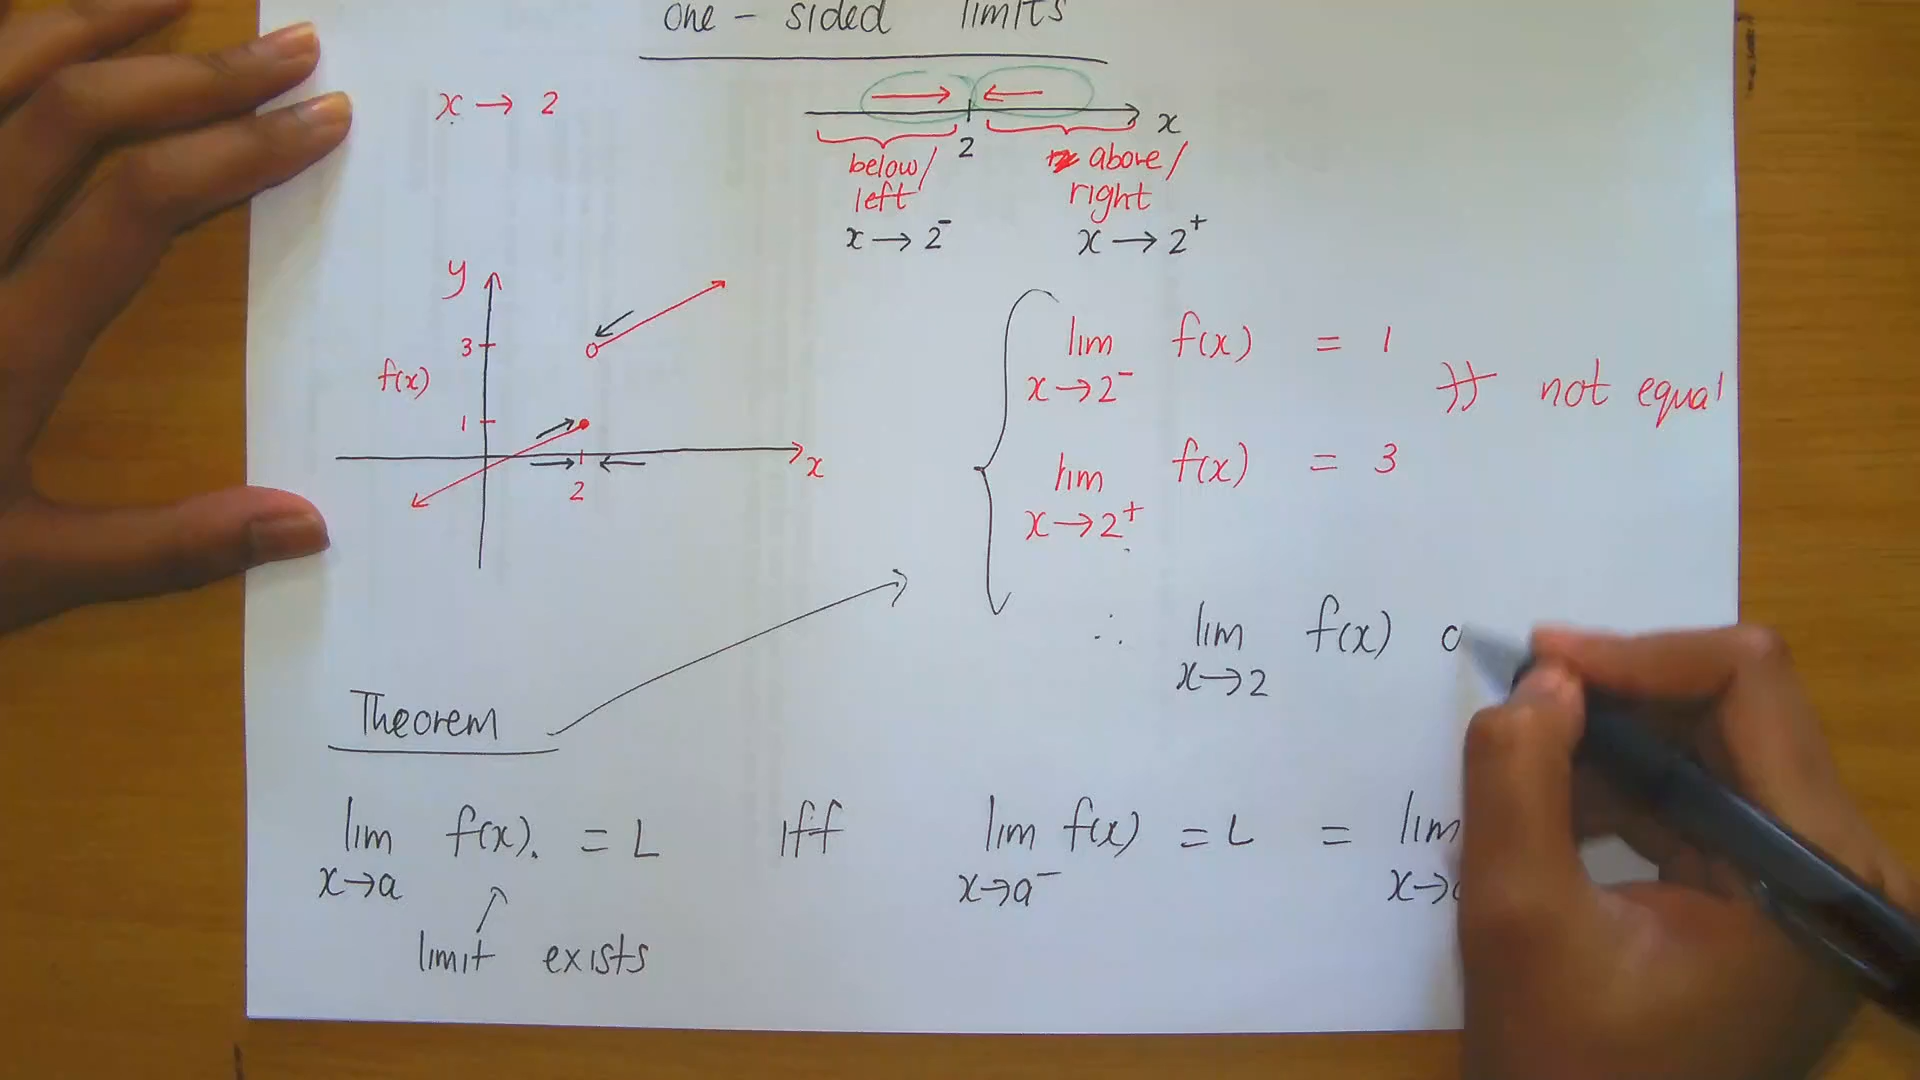 one - sided limits
x → 2
x
2
below/
left
x → 2⁻
above/
right
x → 2⁺
y
3
f(x)
1
x
2
lim f(x) = 1
x → 2⁻
not equal
lim f(x) = 3
x → 2⁺
∴ lim f(x)
x → 2
Theorem
lim f(x). = L iff lim f(x) = L = lim
x → a x → a⁻ x →
limit exists